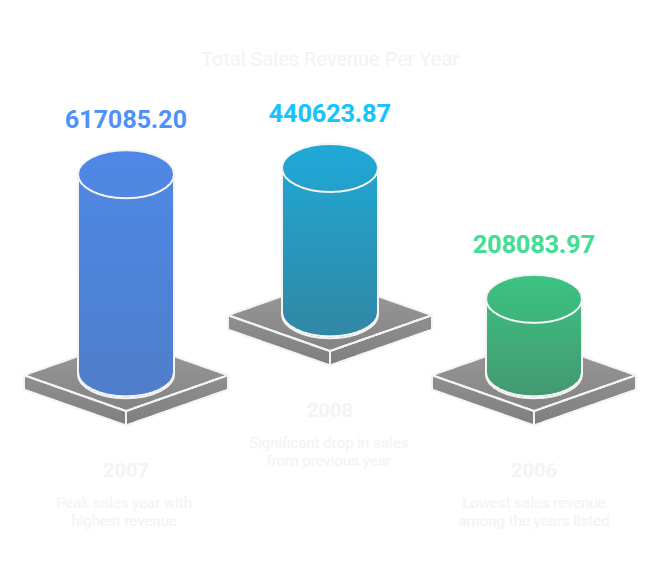 Total Sales Revenue Per Year
617085.20
440623.87
208083.97
2008
Significant drop in sales
from previous year
2007
Peak sales year with
highest revenue
2006
Lowest sales revenue
among the years listed